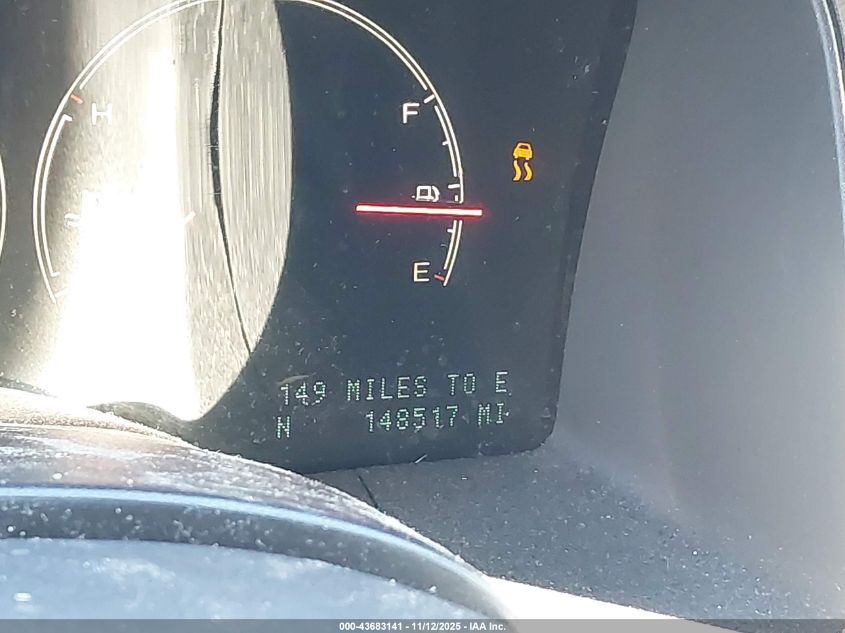 H
F
E
149 MILES TO E
N 148517 MI
000-43683141 - 11/12/2025 - IAA Inc.